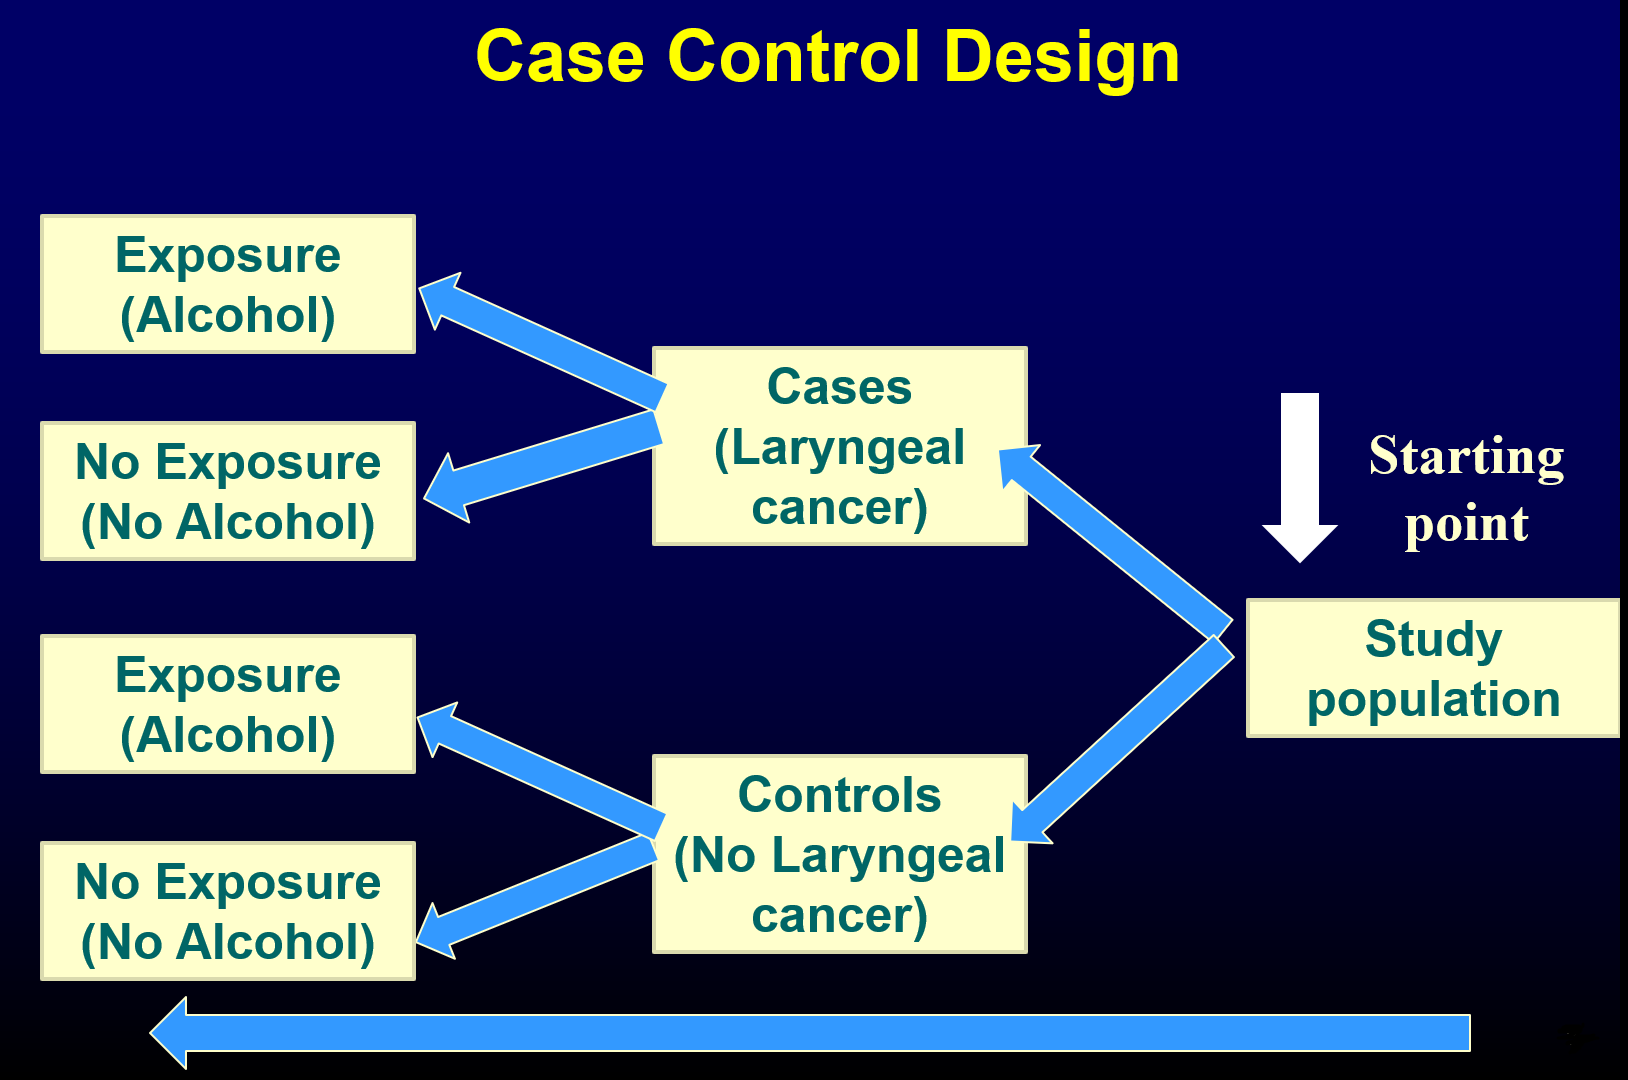 Case Control Design
Exposure
(Alcohol)
No Exposure
(No Alcohol)
Cases
(Laryngeal
cancer)
Starting
point
Study
population
Exposure
(Alcohol)
No Exposure
(No Alcohol)
Controls
(No Laryngeal
cancer)